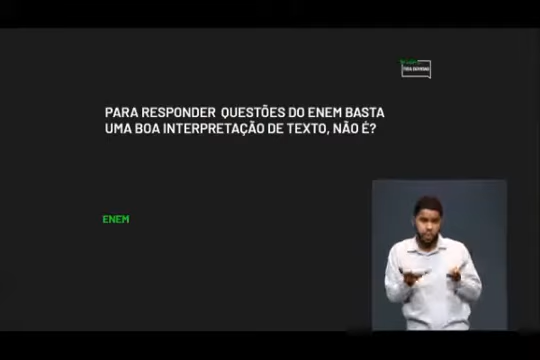 PARA RESPONDER QUESTÕES DO ENEM BASTA
UMA BOA INTERPRETAÇÃO DE TEXTO, NÃO É?
ENEM